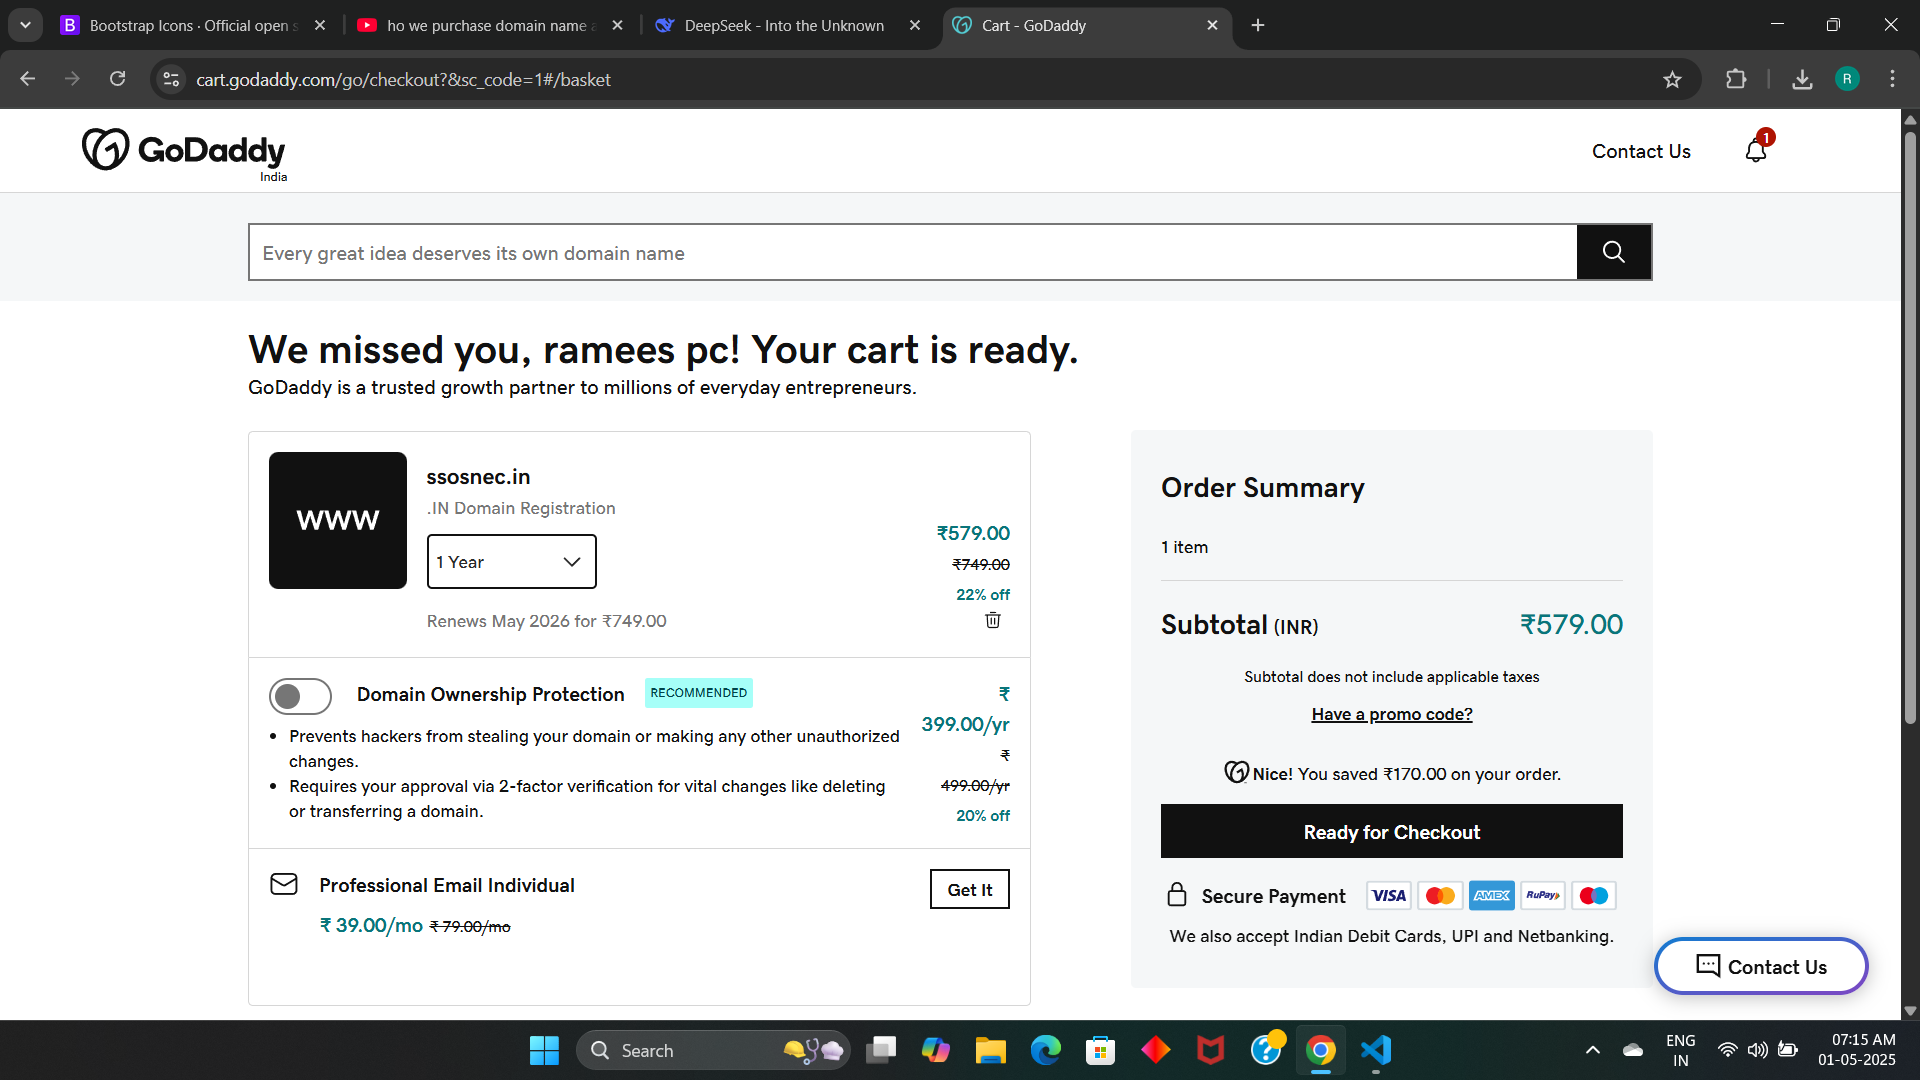 Bootstrap Icons · Official open s
ho we purchase domain name a
DeepSeek - Into the Unknown
Cart - GoDaddy
cart.godaddy.com/go/checkout?&sc_code=1#/basket
R
GoDaddy
India
Contact Us
1
Every great idea deserves its own domain name
We missed you, ramees pc! Your cart is ready.
GoDaddy is a trusted growth partner to millions of everyday entrepreneurs.
www
ssosnec.in
.IN Domain Registration
1 Year
Renews May 2026 for ₹749.00
₹579.00
₹749.00
22% off
Domain Ownership Protection
RECOMMENDED
Prevents hackers from stealing your domain or making any other unauthorized
changes.
Requires your approval via 2-factor verification for vital changes like deleting
or transferring a domain.
₹
399.00/yr
₹
499.00/yr
20% off
Professional Email Individual
₹ 39.00/mo ₹ 79.00/mo
Get It
Order Summary
1 item
Subtotal (INR) ₹579.00
Subtotal does not include applicable taxes
Have a promo code?
Nice! You saved ₹170.00 on your order.
Ready for Checkout
Secure Payment
VISA
AMEX
RuPay
We also accept Indian Debit Cards, UPI and Netbanking.
Contact Us
Search
ENG
IN
07:15 AM
01-05-2025